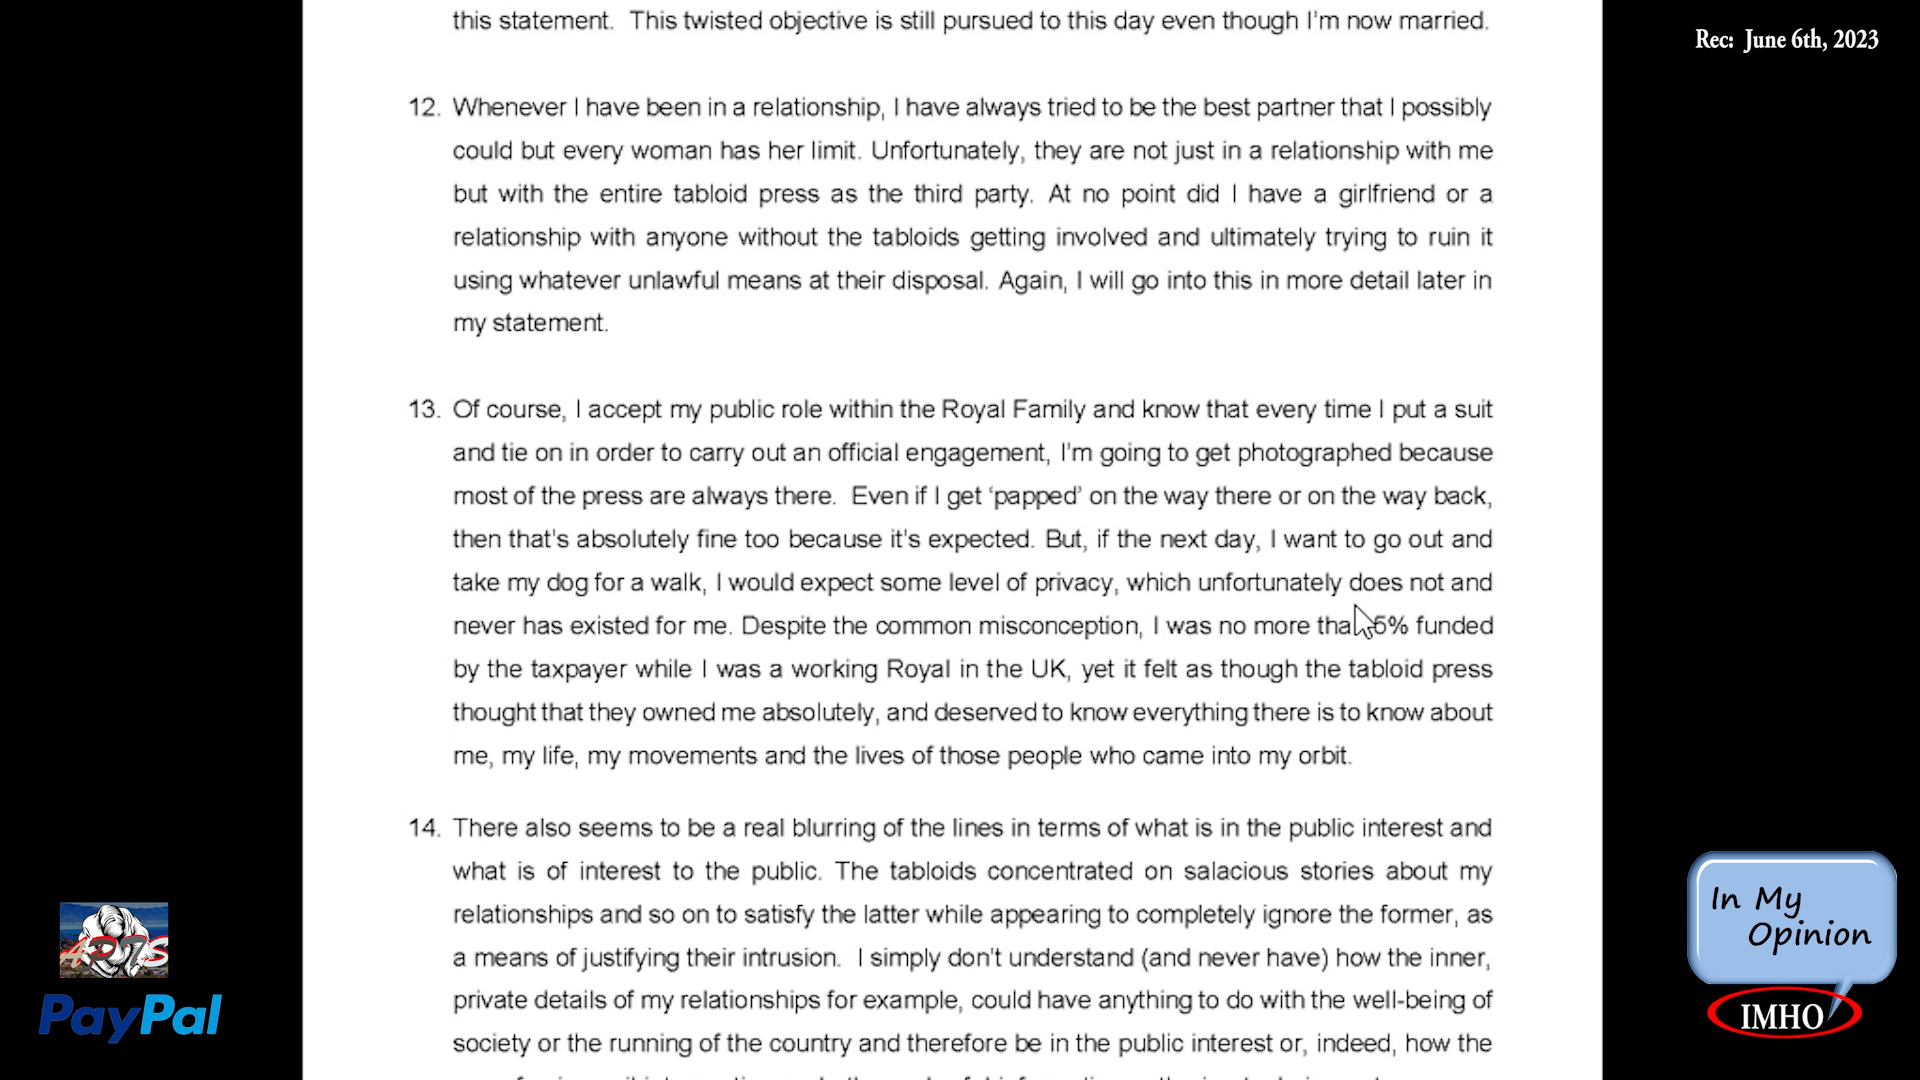 this statement.  This twisted objective is still pursued to this day even though I'm now married.
Rec:  June 6th, 2023
12. Whenever I have been in a relationship, I have always tried to be the best partner that I possibly
could but every woman has her limit. Unfortunately, they are not just in a relationship with me
but with the entire tabloid press as the third party. At no point did I have a girlfriend or a
relationship with anyone without the tabloids getting involved and ultimately trying to ruin it
using whatever unlawful means at their disposal. Again, I will go into this in more detail later in
my statement.
13. Of course, I accept my public role within the Royal Family and know that every time I put a suit
and tie on in order to carry out an official engagement, I'm going to get photographed because
most of the press are always there.  Even if I get ‘papped’ on the way there or on the way back,
then that's absolutely fine too because it's expected. But, if the next day, I want to go out and
take my dog for a walk, I would expect some level of privacy, which unfortunately does not and
never has existed for me. Despite the common misconception, I was no more tha 5% funded
by the taxpayer while I was a working Royal in the UK, yet it felt as though the tabloid press
thought that they owned me absolutely, and deserved to know everything there is to know about
me, my life, my movements and the lives of those people who came into my orbit.
14. There also seems to be a real blurring of the lines in terms of what is in the public interest and
what is of interest to the public. The tabloids concentrated on salacious stories about my
relationships and so on to satisfy the latter while appearing to completely ignore the former, as
a means of justifying their intrusion.  I simply don't understand (and never have) how the inner,
private details of my relationships for example, could have anything to do with the well-being of
society or the running of the country and therefore be in the public interest or, indeed, how the
PayPal
In My
Opinion
IMHO